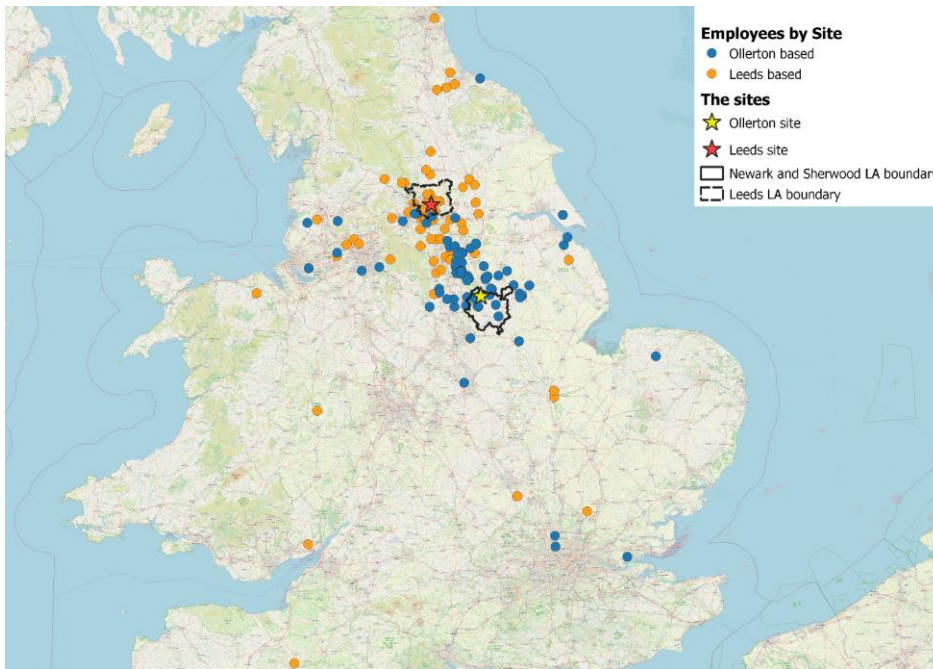 Employees by Site
Ollerton based
Leeds based
The sites
Ollerton site
Leeds site
Newark and Sherwood LA boundary
Leeds LA boundary